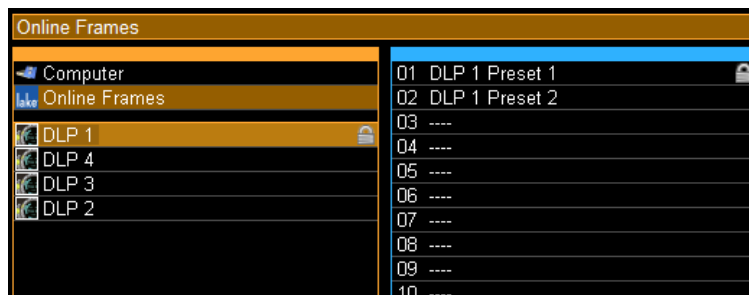 Online Frames
Computer
lake Online Frames
DLP 1
DLP 4
DLP 3
DLP 2
01 DLP 1 Preset 1
02 DLP 1 Preset 2
03 ----
04 ----
05 ----
06 ----
07 ----
08 ----
09 ----
10 ----